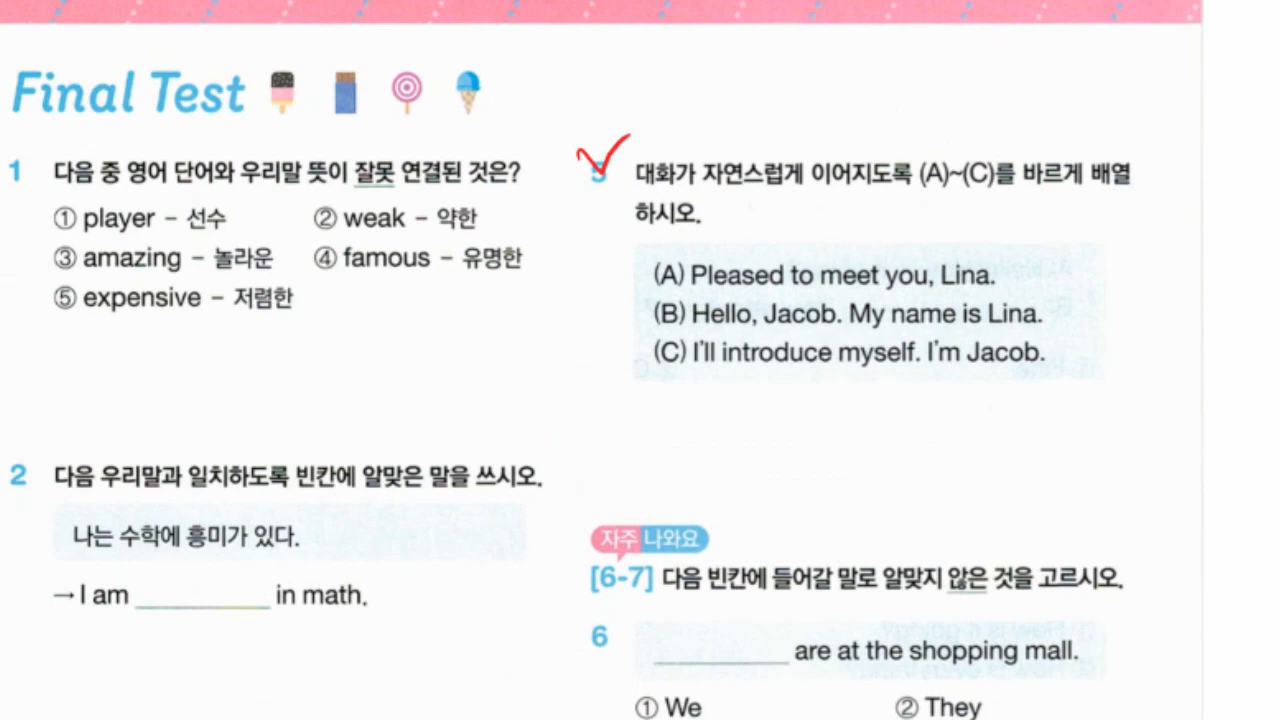 Final Test
1 다음 중 영어 단어와 우리말 뜻이 잘못 연결된 것은?
① player – 선수 ② weak – 약한
③ amazing – 놀라운 ④ famous – 유명한
⑤ expensive – 저렴한
2 다음 우리말과 일치하도록 빈칸에 알맞은 말을 쓰시오.
나는 수학에 흥미가 있다.
→ I am __________ in math.
5 대화가 자연스럽게 이어지도록 (A)~(C)를 바르게 배열
하시오.
(A) Pleased to meet you, Lina.
(B) Hello, Jacob. My name is Lina.
(C) I'll introduce myself. I'm Jacob.
자주 나와요
[6-7] 다음 빈칸에 들어갈 말로 알맞지 않은 것을 고르시오.
6 __________ are at the shopping mall.
① We ② They